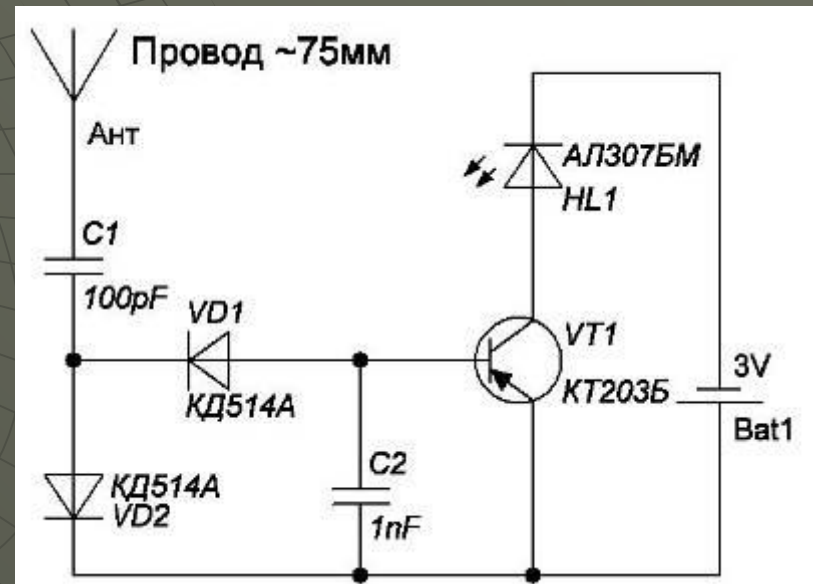 Провод ~75мм
Ант
АЛ307БМ
HL1
C1
100pF
VD1
КД514А
VT1
КТ203Б
3V
Bat1
C2
1nF
КД514А
VD2